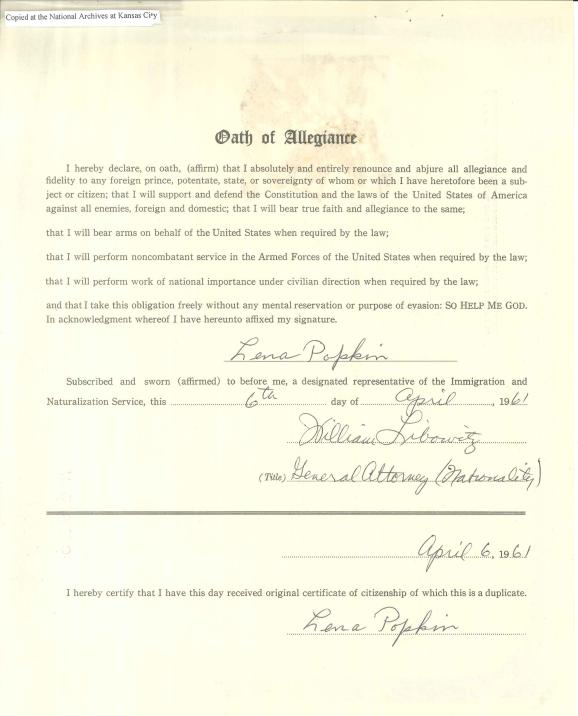 Copied at the National Archives at Kansas City
Oath of Allegiance
I hereby declare, on oath, (affirm) that I absolutely and entirely renounce and abjure all allegiance and
fidelity to any foreign prince, potentate, state, or sovereignty of whom or which I have heretofore been a sub-
ject or citizen; that I will support and defend the Constitution and the laws of the United States of America
against all enemies, foreign and domestic; that I will bear true faith and allegiance to the same;
that I will bear arms on behalf of the United States when required by the law;
that I will perform noncombatant service in the Armed Forces of the United States when required by the law;
that I will perform work of national importance under civilian direction when required by the law;
and that I take this obligation freely without any mental reservation or purpose of evasion: SO HELP ME GOD.
In acknowledgment whereof I have hereunto affixed my signature.
Lena Popkin
Subscribed and sworn (affirmed) to before me, a designated representative of the Immigration and
Naturalization Service, this 6th day of April, 1961
William Libowitz
(Title) General Attorney (Nationality)
April 6, 1961
I hereby certify that I have this day received original certificate of citizenship of which this is a duplicate.
Lena Popkin